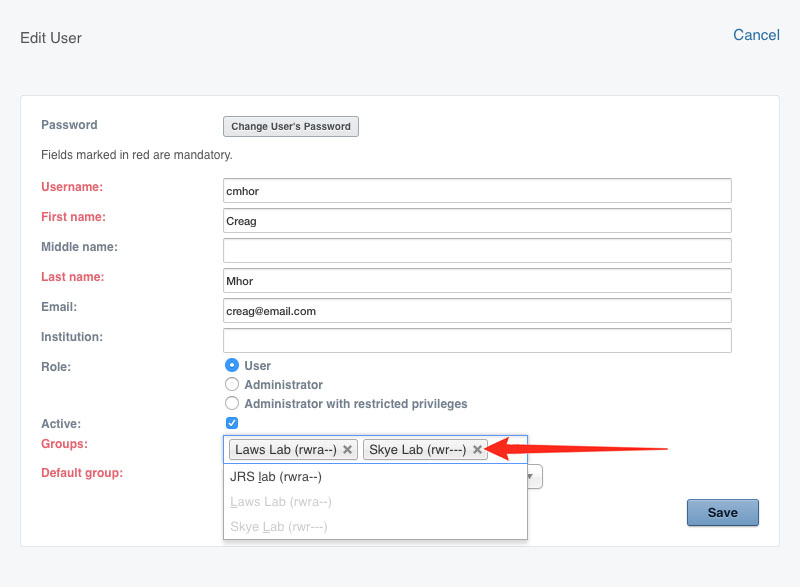 Edit User
Cancel
Password
Change User's Password
Fields marked in red are mandatory.
Username:
cmhor
First name:
Creag
Middle name:
Last name:
Mhor
Email:
creag@email.com
Institution:
Role:
User
Administrator
Administrator with restricted privileges
Active:
Groups:
Laws Lab (rwra--) Skye Lab (rwr---)
Default group:
JRS lab (rwra--)
Laws Lab (rwra--)
Skye Lab (rwr---)
Save